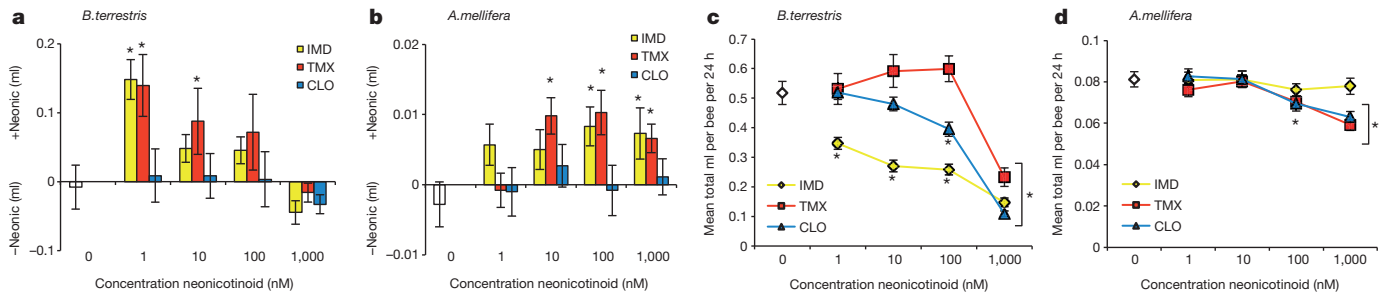 a B.terrestris
0.2
0.1
0
–0.1
+Neonic (ml)
–Neonic (ml)
IMD
TMX
CLO
* *
*
0 1 10 100 1,000
Concentration neonicotinoid (nM)
b A.mellifera
0.02
0.01
0
–0.01
+Neonic (ml)
–Neonic (ml)
IMD
TMX
CLO
*
* *
* *
0 1 10 100 1,000
Concentration neonicotinoid (nM)
c B.terrestris
Mean total ml per bee per 24 h
0.7
0.6
0.5
0.4
0.3
0.2
0.1
0
IMD
TMX
CLO
*
*
*
*
*
0 1 10 100 1,000
Concentration neonicotinoid (nM)
d A.mellifera
Mean total ml per bee per 24 h
0.1
0.08
0.06
0.04
0.02
0
IMD
TMX
CLO
*
*
0 1 10 100 1,000
Concentration neonicotinoid (nM)